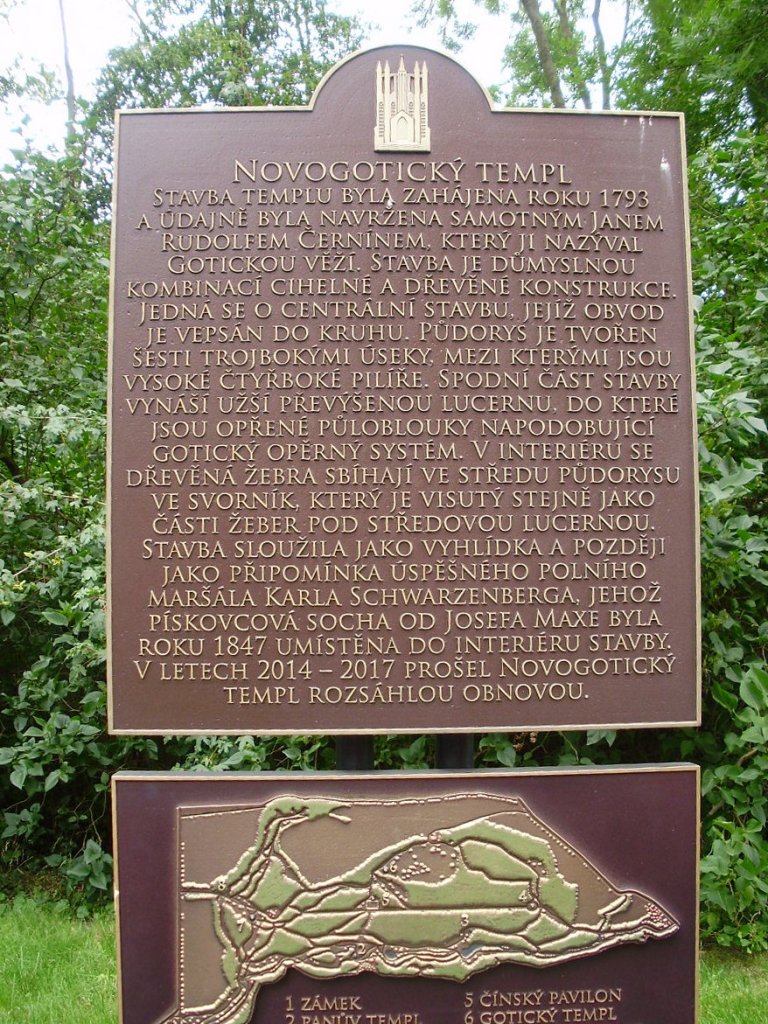 NOVOGOTICKÝ TEMPL
STAVBA TEMPLU BYLA ZAHÁJENA ROKU 1793
A ÚDAJNĚ BYLA NAVRŽENA SAMOTNÝM JANEM
RUDOLFEM ČERNÍNEM, KTERÝ JI NAZÝVAL
GOTICKOU VĚŽÍ. STAVBA JE DŮMYSLNOU
KOMBINACÍ CIHELNÉ A DŘEVĚNÉ KONSTRUKCE.
JEDNÁ SE O CENTRÁLNÍ STAVBU, JEJÍŽ OBVOD
JE VEPSÁN DO KRUHU. PŮDORYS JE TVOŘEN
ŠESTI TROJBOKÝMI ÚSEKY, MEZI KTERÝMI JSOU
VYSOKÉ ČTYŘBOKÉ PILÍŘE. SPODNÍ ČÁST STAVBY
VYNÁŠÍ UŽŠÍ PŘEVÝŠENOU LUCERNU, DO KTERÉ
JSOU OPŘENÉ PŮLOBLOUKY NAPODOBUJÍCÍ
GOTICKÝ OPĚRNÝ SYSTÉM. V INTERIÉRU SE
DŘEVĚNÁ ŽEBRA SBÍHAJÍ VE STŘEDU PŮDORYSU
VE SVORNÍK, KTERÝ JE VISUTÝ STEJNĚ JAKO
ČÁSTI ŽEBER POD STŘEDOVOU LUCERNOU.
STAVBA SLOUŽILA JAKO VYHLÍDKA A POZDĚJI
JAKO PŘIPOMÍNKA ÚSPĚŠNÉHO POLNÍHO
MARŠÁLA KARLA SCHWARZENBERGA, JEHOŽ
PÍSKOVCOVÁ SOCHA OD JOSEFA MAXE BYLA
ROKU 1847 UMÍSTĚNA DO INTERIÉRU STAVBY.
V LETECH 2014 – 2017 PROŠEL NOVOGOTICKÝ
TEMPL ROZSÁHLOU OBNOVOU.
1 ZÁMEK
2 PANŮV TEMPL
5 ČÍNSKÝ PAVILON
6 GOTICKÝ TEMPL